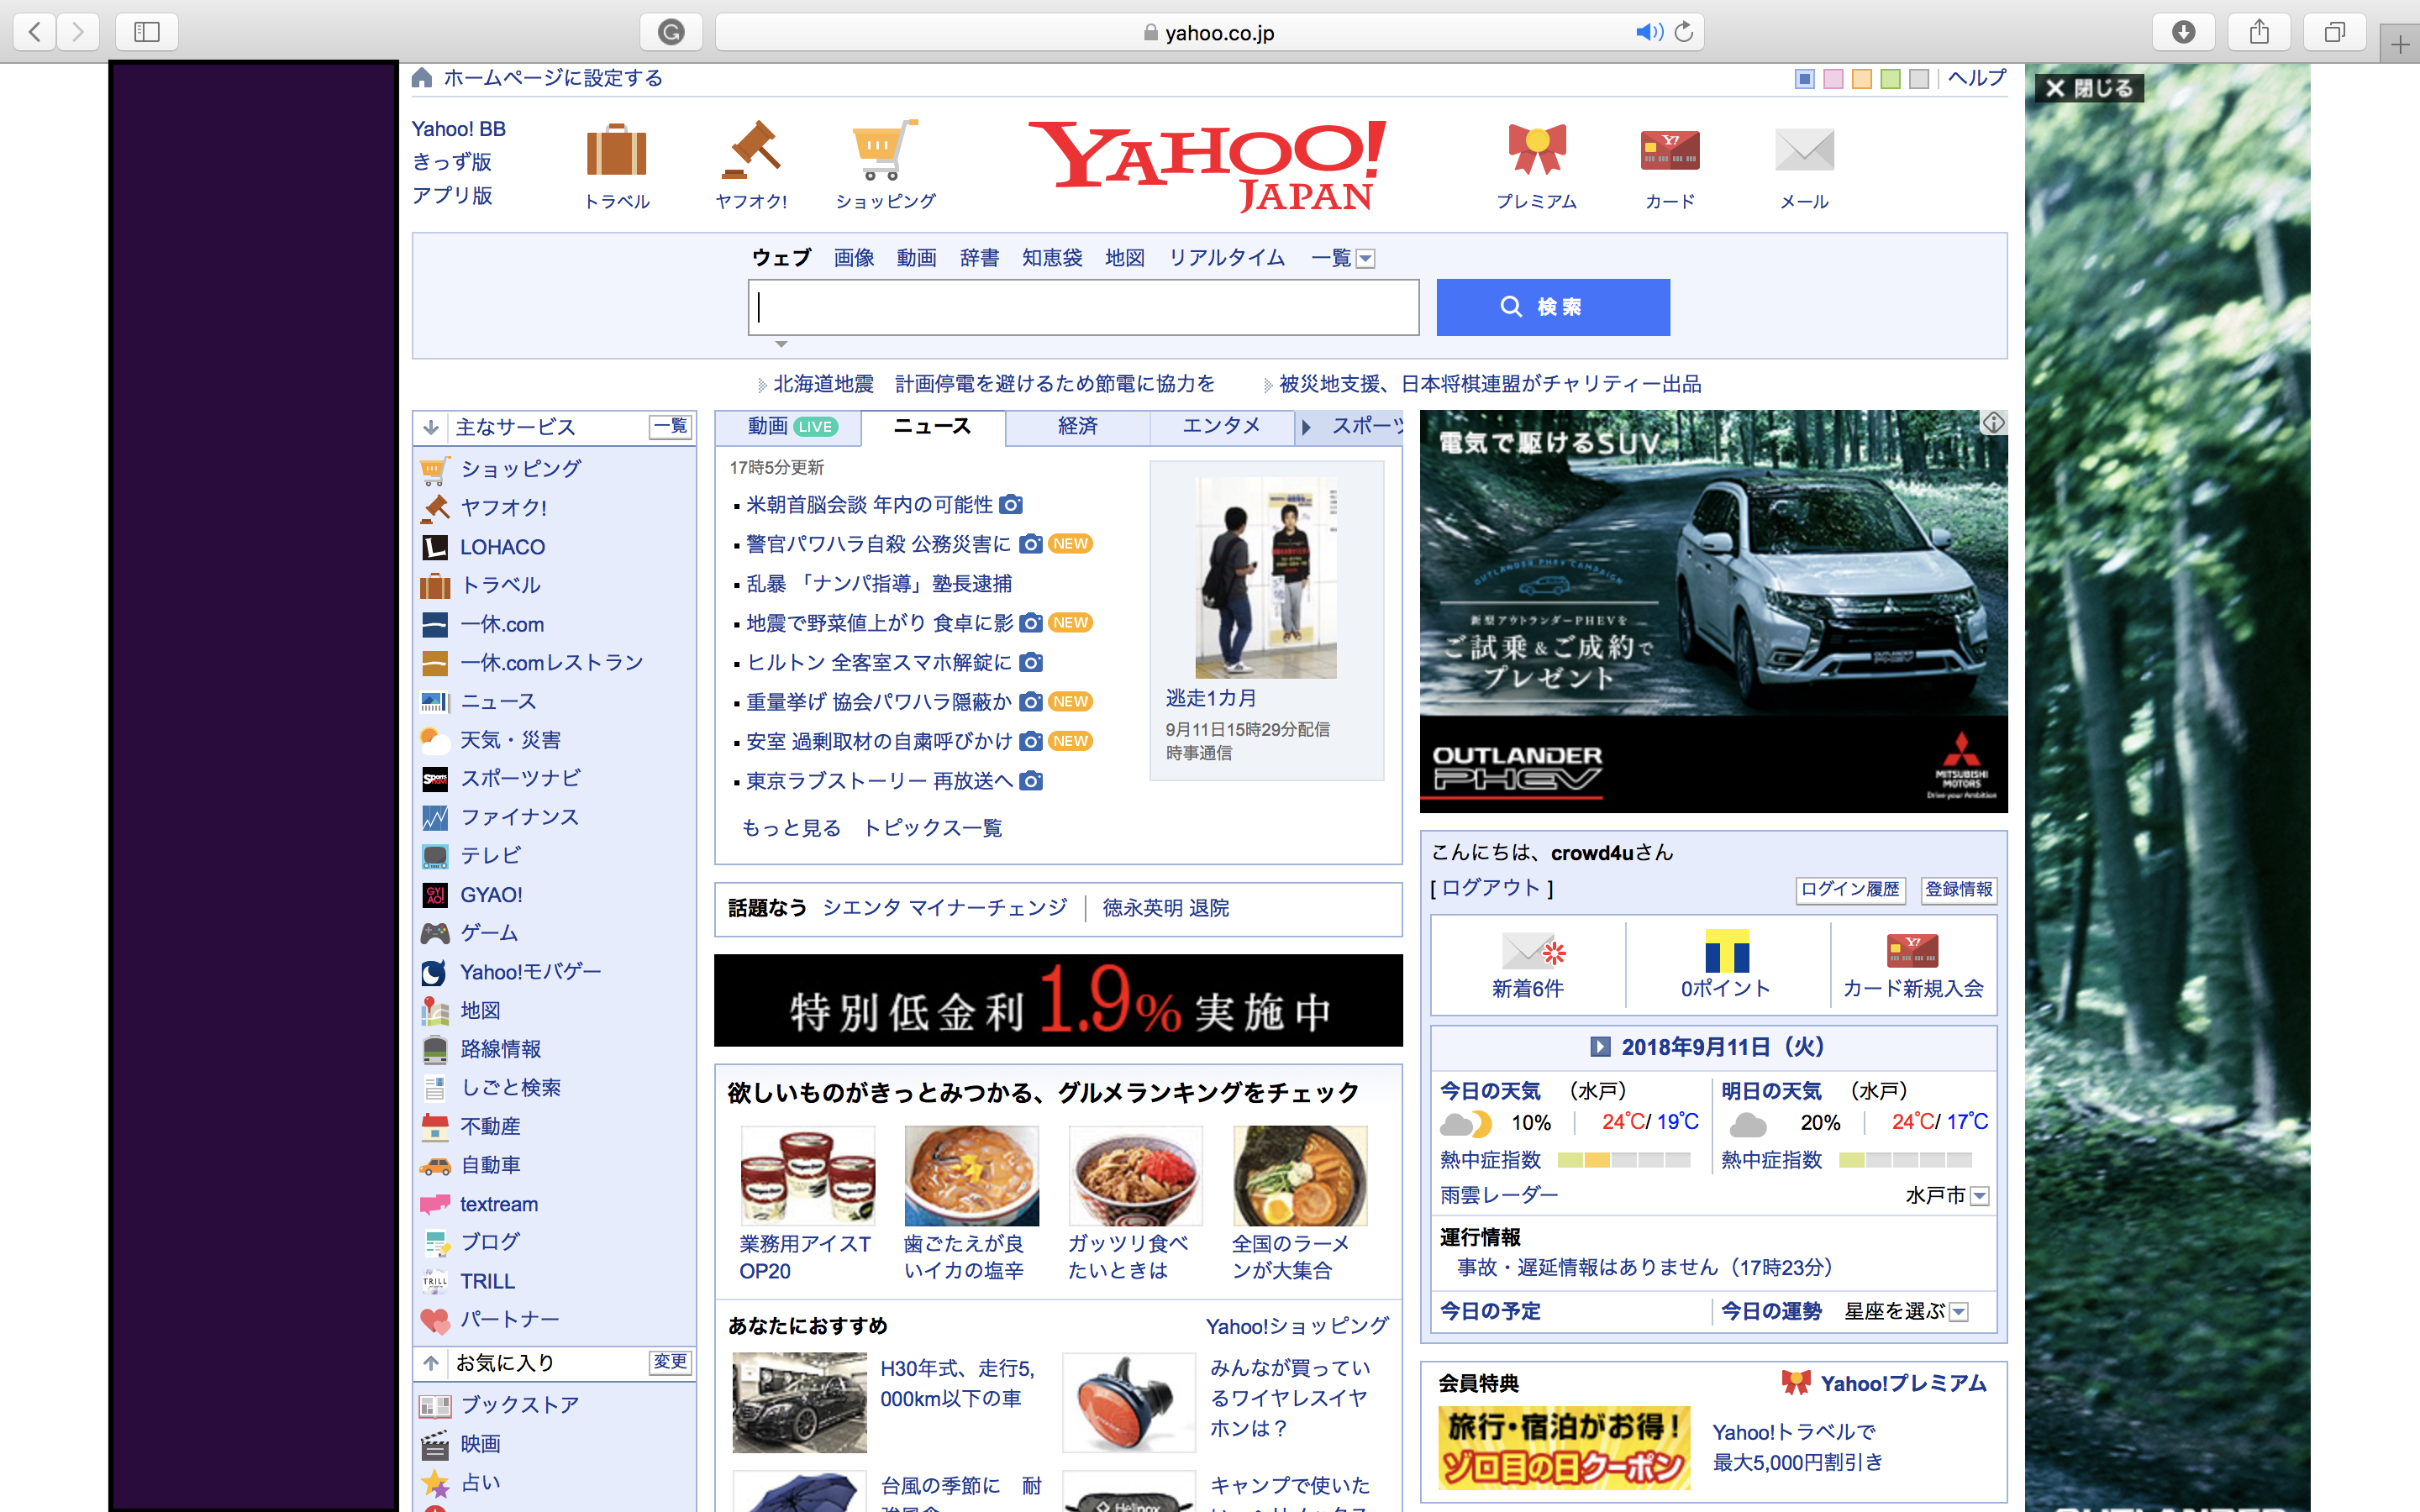 yahoo.co.jp
ホームページに設定する
ヘルプ
閉じる
Yahoo! BB
きっず版
アプリ版
トラベル
ヤフオク!
ショッピング
YAHOO!
JAPAN
プレミアム
カード
メール
ウェブ 画像 動画 辞書 知恵袋 地図 リアルタイム 一覧
検索
北海道地震 計画停電を避けるため節電に協力を
被災地支援、日本将棋連盟がチャリティー出品
主なサービス 一覧
ショッピング
ヤフオク!
LOHACO
トラベル
一休.com
一休.comレストラン
ニュース
天気・災害
スポーツナビ
ファイナンス
テレビ
GYAO!
ゲーム
Yahoo!モバゲー
地図
路線情報
しごと検索
不動産
自動車
textream
ブログ
TRILL
パートナー
お気に入り 変更
ブックストア
映画
占い
動画 LIVE ニュース 経済 エンタメ スポーツ
17時5分更新
米朝首脳会談 年内の可能性
警官パワハラ自殺 公務災害に NEW
乱暴 「ナンパ指導」塾長逮捕
地震で野菜値上がり 食卓に影 NEW
ヒルトン 全客室スマホ解錠に
重量挙げ 協会パワハラ隠蔽か NEW
安室 過剰取材の自粛呼びかけ NEW
東京ラブストーリー 再放送へ
もっと見る トピックス一覧
逃走1カ月
9月11日15時29分配信
時事通信
話題なう シエンタ マイナーチェンジ 徳永英明 退院
特別低金利1.9%実施中
欲しいものがきっとみつかる、グルメランキングをチェック
業務用アイスT
OP20
歯ごたえが良
いイカの塩辛
ガッツリ食べ
たいときは
全国のラーメ
ンが大集合
あなたにおすすめ Yahoo!ショッピング
H30年式、走行5,
000km以下の車
みんなが買ってい
るワイヤレスイヤ
ホンは？
台風の季節に 耐
キャンプで使いた
Helinox
電気で駆けるSUV
OUTLANDER PHEV CAMPAIGN
新型アウトランダーPHEVを
ご試乗&ご成約で
プレゼント
OUTLANDER
PHEV
MITSUBISHI
MOTORS
Drive your Ambition
こんにちは、crowd4uさん
[ ログアウト ] ログイン履歴 登録情報
新着6件
0ポイント
カード新規入会
2018年9月11日（火）
今日の天気 （水戸）
10% 24℃/ 19℃
熱中症指数
明日の天気 （水戸）
20% 24℃/ 17℃
熱中症指数
雨雲レーダー 水戸市
運行情報
事故・遅延情報はありません（17時23分）
今日の予定
今日の運勢 星座を選ぶ
会員特典 Yahoo!プレミアム
旅行・宿泊がお得！
ゾロ目の日クーポン
Yahoo!トラベルで
最大5,000円割引き